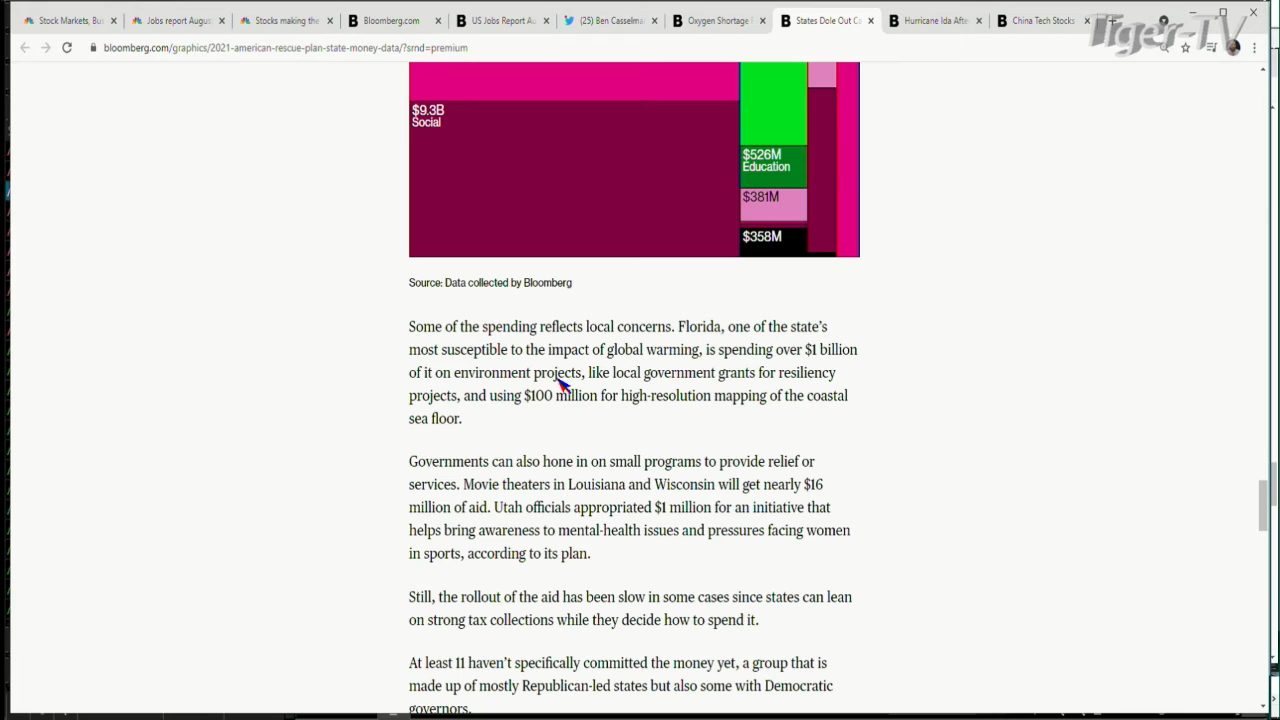 Stock Markets, Bu
Jobs report Augus
Stocks making the
Bloomberg.com
US Jobs Report Au
(25) Ben Casselma
Oxygen Shortage
States Dole Out Ca
Hurricane Ida Afte
China Tech Stocks
Tiger-TV
bloomberg.com/graphics/2021-american-rescue-plan-state-money-data/?srnd=premium
$9.3B
Social
$526M
Education
$381M
$358M
Source: Data collected by Bloomberg
Some of the spending reflects local concerns. Florida, one of the state's
most susceptible to the impact of global warming, is spending over $1 billion
of it on environment projects, like local government grants for resiliency
projects, and using $100 million for high-resolution mapping of the coastal
sea floor.
Governments can also hone in on small programs to provide relief or
services. Movie theaters in Louisiana and Wisconsin will get nearly $16
million of aid. Utah officials appropriated $1 million for an initiative that
helps bring awareness to mental-health issues and pressures facing women
in sports, according to its plan.
Still, the rollout of the aid has been slow in some cases since states can lean
on strong tax collections while they decide how to spend it.
At least 11 haven't specifically committed the money yet, a group that is
made up of mostly Republican-led states but also some with Democratic
governors.